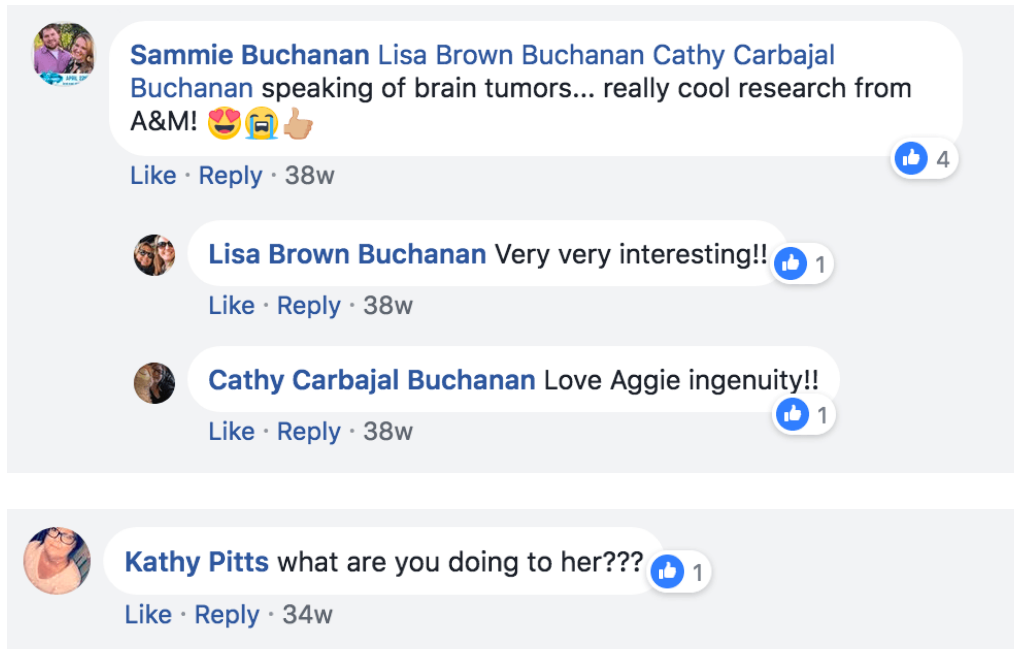 Sammie Buchanan Lisa Brown Buchanan Cathy Carbajal
Buchanan speaking of brain tumors... really cool research from
A&M! 😍😭👍🏼
4
Like · Reply · 38w
Lisa Brown Buchanan Very very interesting!!
1
Like · Reply · 38w
Cathy Carbajal Buchanan Love Aggie ingenuity!!
1
Like · Reply · 38w
Kathy Pitts what are you doing to her???
1
Like · Reply · 34w